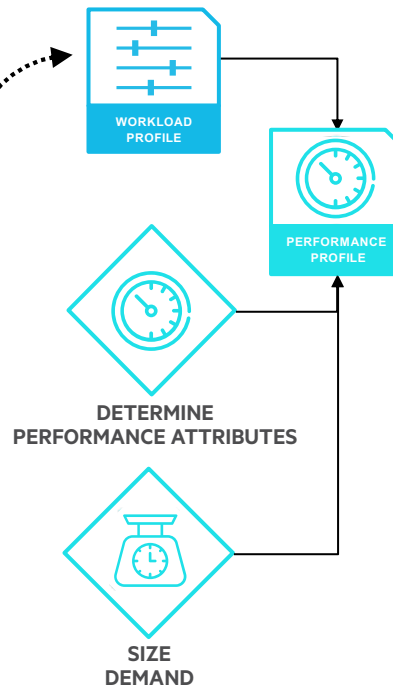 WORKLOAD
PROFILE
PERFORMANCE
PROFILE
DETERMINE
PERFORMANCE ATTRIBUTES
SIZE
DEMAND